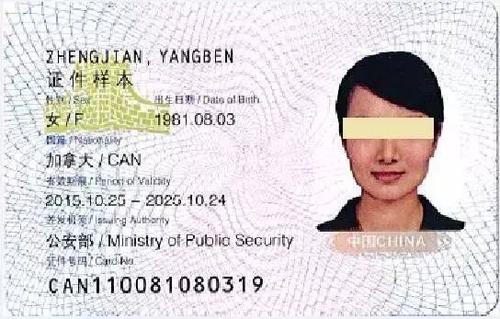 ZHENGJIAN, YANGBEN
证件样本
性别 / Sex 出生日期 / Date of Birth
女 / F 1981.08.03
国籍 / Nationality
加拿大 / CAN
有效期限 / Period of Validity
2015.10.25 – 2025.10.24
签发机关 / Issuing Authority
公安部 / Ministry of Public Security
证件号码 / Card No.
CAN110081080319
中国CHINA